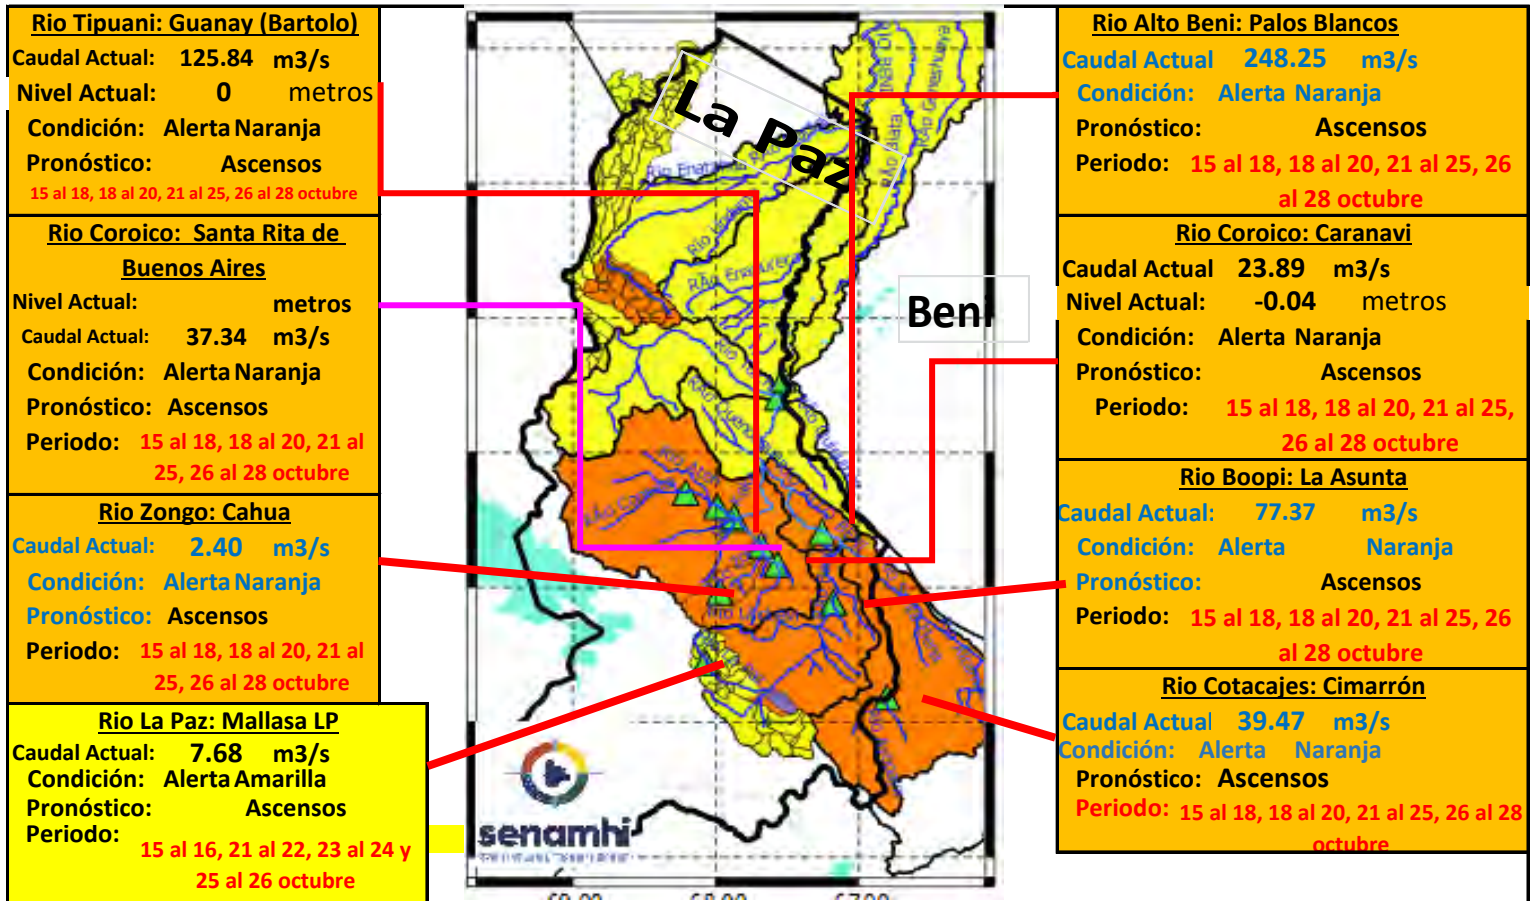 Rio Tipuani: Guanay (Bartolo)
Caudal Actual: 125.84 m3/s
Nivel Actual: 0 metros
Condición: Alerta Naranja
Pronóstico: Ascensos
15 al 18, 18 al 20, 21 al 25, 26 al 28 octubre
Rio Coroico: Santa Rita de
Buenos Aires
Nivel Actual: metros
Caudal Actual: 37.34 m3/s
Condición: Alerta Naranja
Pronóstico: Ascensos
Periodo: 15 al 18, 18 al 20, 21 al
25, 26 al 28 octubre
Rio Zongo: Cahua
Caudal Actual: 2.40 m3/s
Condición: Alerta Naranja
Pronóstico: Ascensos
Periodo: 15 al 18, 18 al 20, 21 al
25, 26 al 28 octubre
Rio La Paz: Mallasa LP
Caudal Actual: 7.68 m3/s
Condición: Alerta Amarilla
Pronóstico: Ascensos
Periodo:
15 al 16, 21 al 22, 23 al 24 y
25 al 26 octubre
La Paz
Beni
senamhi
Rio Alto Beni: Palos Blancos
Caudal Actual 248.25 m3/s
Condición: Alerta Naranja
Pronóstico: Ascensos
Periodo: 15 al 18, 18 al 20, 21 al 25, 26
al 28 octubre
Rio Coroico: Caranavi
Caudal Actual 23.89 m3/s
Nivel Actual: -0.04 metros
Condición: Alerta Naranja
Pronóstico: Ascensos
Periodo: 15 al 18, 18 al 20, 21 al 25,
26 al 28 octubre
Rio Boopi: La Asunta
Caudal Actual: 77.37 m3/s
Condición: Alerta Naranja
Pronóstico: Ascensos
Periodo: 15 al 18, 18 al 20, 21 al 25, 26
al 28 octubre
Rio Cotacajes: Cimarrón
Caudal Actual 39.47 m3/s
Condición: Alerta Naranja
Pronóstico: Ascensos
Periodo: 15 al 18, 18 al 20, 21 al 25, 26 al 28
octubre